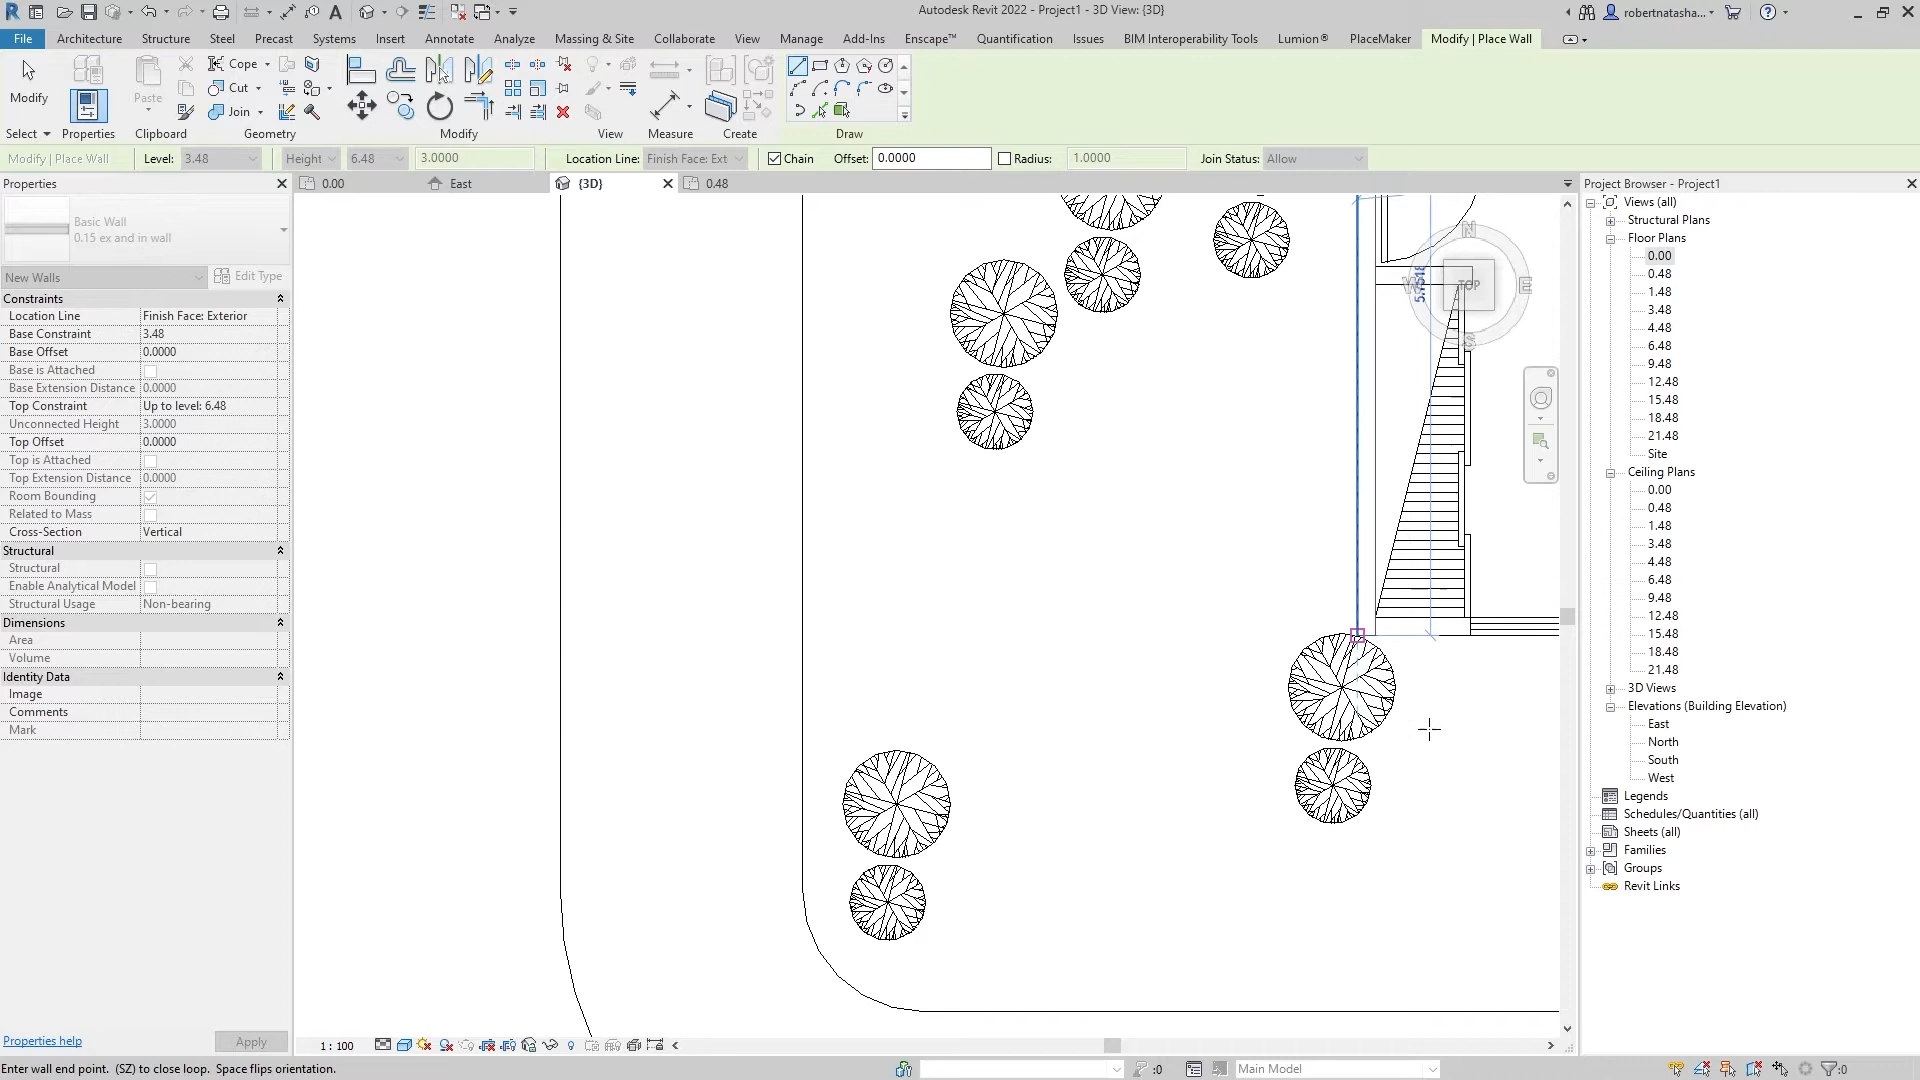 Autodesk Revit 2022 - Project1 - 3D View: {3D}
robertnatasha...
File Architecture Structure Steel Precast Systems Insert Annotate Analyze Massing & Site Collaborate View Manage Add-Ins Enscape™ Quantification Issues BIM Interoperability Tools Lumion® PlaceMaker Modify | Place Wall
Modify
Paste
Cope
Cut
Join
Select Properties Clipboard Geometry Modify View Measure Create Draw
Modify | Place Wall Level: 3.48 Height 6.48 3.0000 Location Line: Finish Face: Ext Chain Offset: 0.0000 Radius: 1.0000 Join Status: Allow
Properties
0.00 East {3D} 0.48
Project Browser - Project1
Basic Wall
0.15 ex and in wall
New Walls Edit Type
Constraints
Location Line Finish Face: Exterior
Base Constraint 3.48
Base Offset 0.0000
Base is Attached
Base Extension Distance 0.0000
Top Constraint Up to level: 6.48
Unconnected Height 3.0000
Top Offset 0.0000
Top is Attached
Top Extension Distance 0.0000
Room Bounding
Related to Mass
Cross-Section Vertical
Structural
Structural
Enable Analytical Model
Structural Usage Non-bearing
Dimensions
Area
Volume
Identity Data
Image
Comments
Mark
Properties help Apply
N
W TOP E
Views (all)
Structural Plans
Floor Plans
0.00
0.48
1.48
3.48
4.48
6.48
9.48
12.48
15.48
18.48
21.48
Site
Ceiling Plans
0.00
0.48
1.48
3.48
4.48
6.48
9.48
12.48
15.48
18.48
21.48
3D Views
Elevations (Building Elevation)
East
North
South
West
Legends
Schedules/Quantities (all)
Sheets (all)
Families
Groups
Revit Links
1 : 100
Enter wall end point. (SZ) to close loop. Space flips orientation.
:0
Main Model
:0